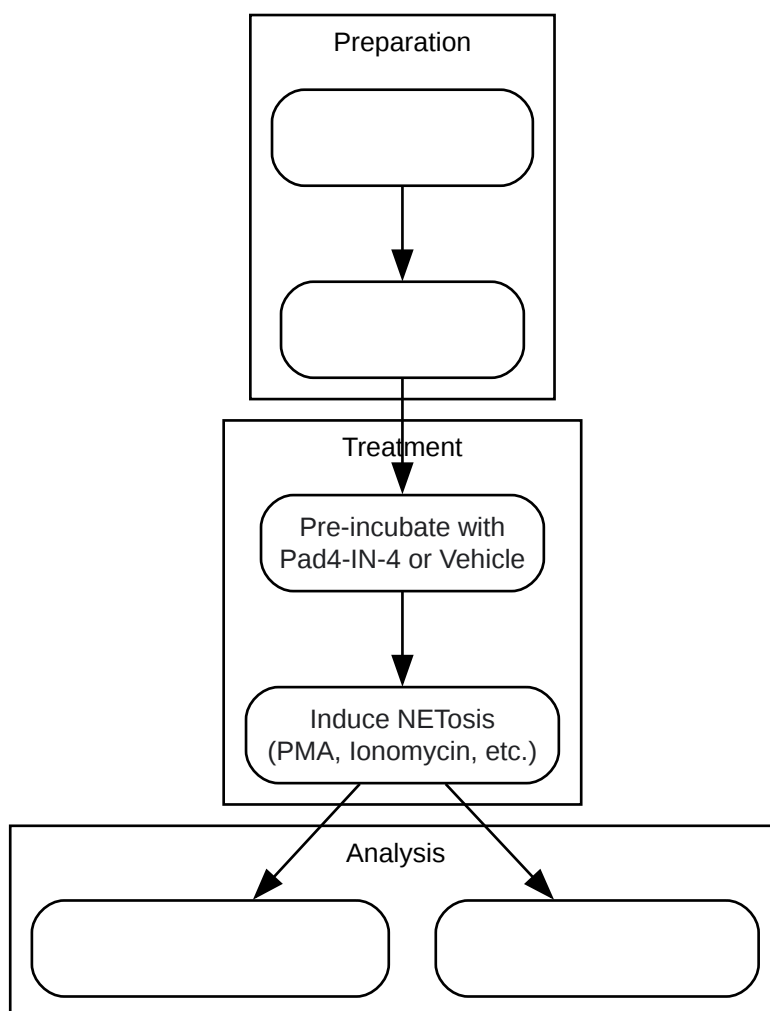 Preparation
Treatment
Pre-incubate with
Pad4-IN-4 or Vehicle
Induce NETosis
(PMA, Ionomycin, etc.)
Analysis